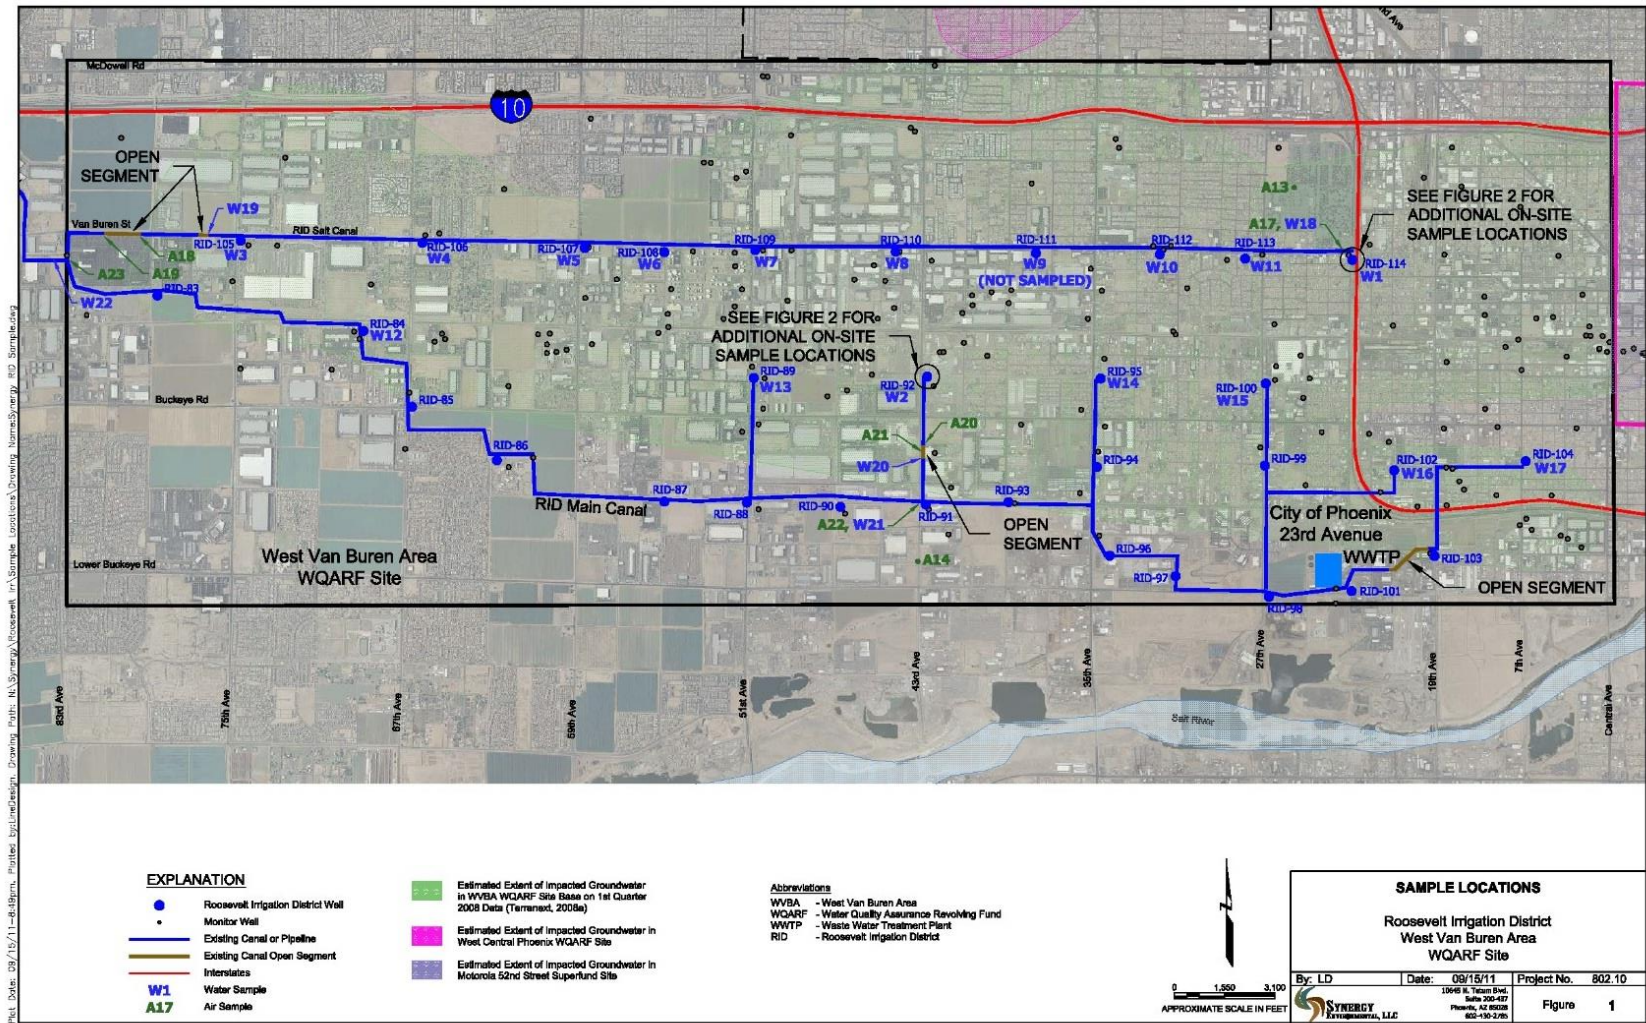 McDowell Rd
10
OPEN
SEGMENT
W19
Van Buren St
RID Salt Canal
RID-105
W3
RID-106
W4
RID-107
W5
RID-108
W6
RID-109
W7
RID-110
W8
RID-111
W9
(NOT SAMPLED)
RID-112
W10
RID-113
W11
A13
A17, W18
SEE FIGURE 2 FOR
ADDITIONAL ON-SITE
SAMPLE LOCATIONS
RID-114
W1
A18
A19
A23
W22
RID-83
RID-84
W12
SEE FIGURE 2 FOR
ADDITIONAL ON-SITE
SAMPLE LOCATIONS
RID-89
W13
RID-92
W2
RID-95
W14
RID-100
W15
Buckeye Rd
RID-85
RID-86
A21
A20
W20
RID-94
RID-99
RID-102
W16
RID-104
W17
RID-87
RID Main Canal
RID-88
RID-90
A22, W21
RID-91
RID-93
OPEN
SEGMENT
City of Phoenix
23rd Avenue
WWTP
West Van Buren Area
WQARF Site
Lower Buckeye Rd
A14
RID-96
RID-97
RID-98
RID-101
RID-103
OPEN SEGMENT
83rd Ave
75th Ave
67th Ave
59th Ave
51st Ave
43rd Ave
35th Ave
27th Ave
19th Ave
7th Ave
Central Ave
Salt River
EXPLANATION
Roosevelt Irrigation District Well
Monitor Well
Existing Canal or Pipeline
Existing Canal Open Segment
Interstates
W1 Water Sample
A17 Air Sample
Estimated Extent of Impacted Groundwater
in WVBA WQARF Site Base on 1st Quarter
2008 Data (Terranext, 2008a)
Estimated Extent of Impacted Groundwater in
West Central Phoenix WQARF Site
Estimated Extent of Impacted Groundwater in
Motorola 52nd Street Superfund Site
Abbreviations
WVBA - West Van Buren Area
WQARF - Water Quality Assurance Revolving Fund
WWTP - Waste Water Treatment Plant
RID - Roosevelt Irrigation District
0 1,550 3,100
APPROXIMATE SCALE IN FEET
SAMPLE LOCATIONS
Roosevelt Irrigation District
West Van Buren Area
WQARF Site
By: LD Date: 09/15/11 Project No. 802.10
SYNERGY
ENVIRONMENTAL, LLC
10645 N. Tatum Blvd.
Suite 200-437
Phoenix, AZ 85028
Figure 1